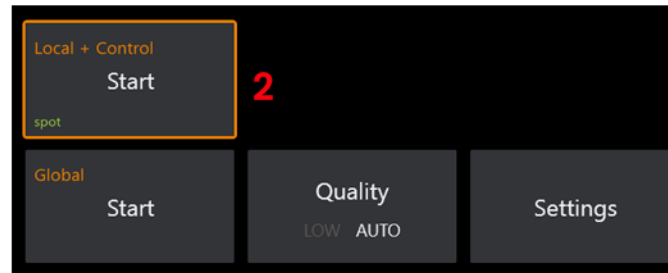 Local + Control
Start
2
spot
Global
Start
Quality
LOW AUTO
Settings